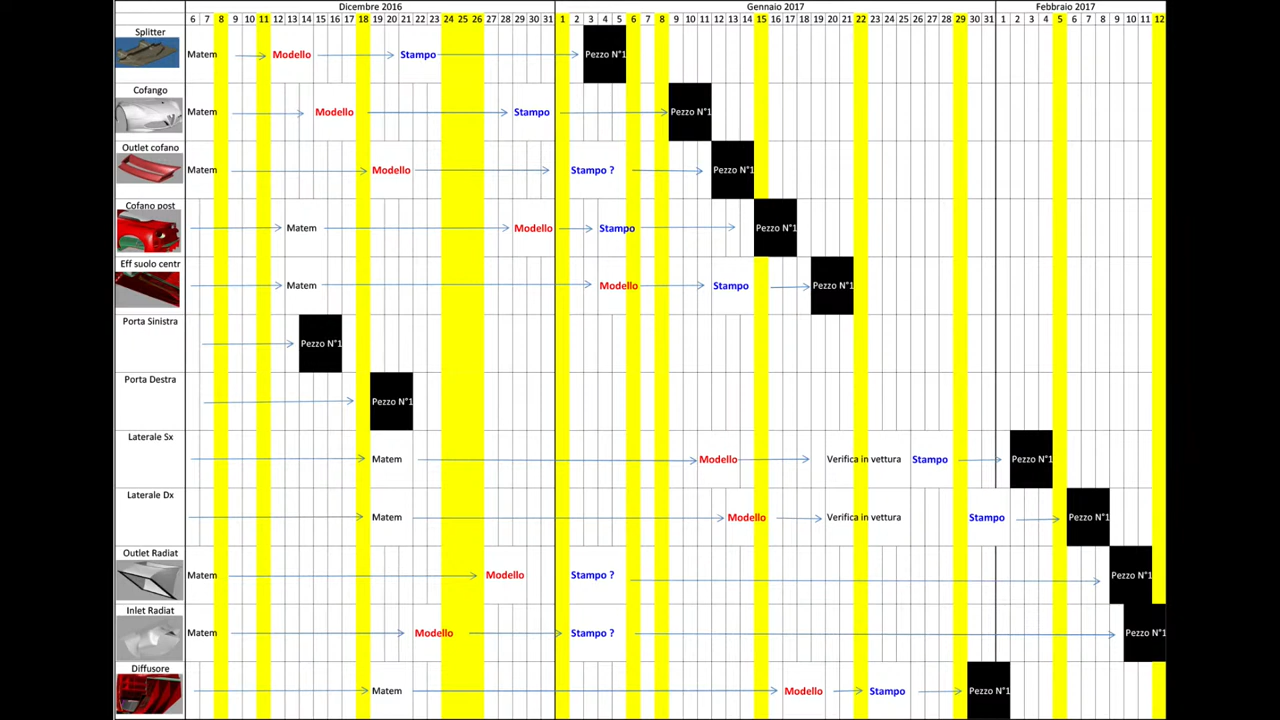 Dicembre 2016 Gennaio 2017 Febbraio 2017
6 7 8 9 10 11 12 13 14 15 16 17 18 19 20 21 22 23 24 25 26 27 28 29 30 31 1 2 3 4 5 6 7 8 9 10 11 12 13 14 15 16 17 18 19 20 21 22 23 24 25 26 27 28 29 30 31 1 2 3 4 5 6 7 8 9 10 11 12
Splitter
Matem Modello Stampo Pezzo N°1
Cofango
Matem Modello Stampo Pezzo N°1
Outlet cofano
Matem Modello Stampo ? Pezzo N°1
Cofano post
Matem Modello Stampo Pezzo N°1
Eff suolo centr
Matem Modello Stampo Pezzo N°1
Porta Sinistra
Pezzo N°1
Porta Destra
Pezzo N°1
Laterale Sx
Matem Modello Verifica in vettura Stampo Pezzo N°1
Laterale Dx
Matem Modello Verifica in vettura Stampo Pezzo N°1
Outlet Radiat
Matem Modello Stampo ? Pezzo N°1
Inlet Radiat
Matem Modello Stampo ? Pezzo N°1
Diffusore
Matem Modello Stampo Pezzo N°1